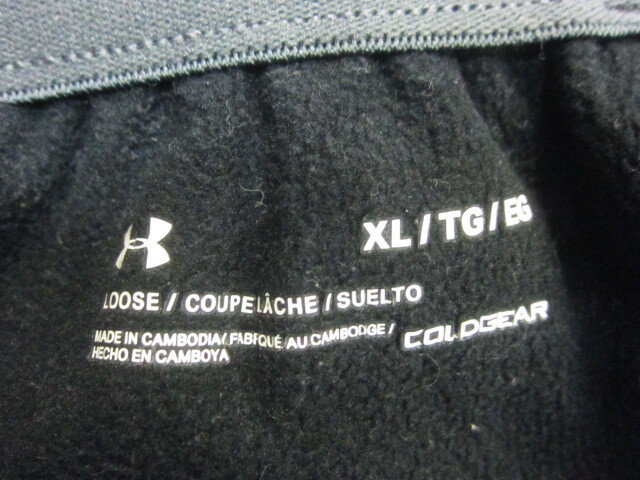 XL / TG / EG
LOOSE / COUPE LÂCHE / SUELTO
MADE IN CAMBODIA / FABRIQUÉ AU CAMBODGE /
HECHO EN CAMBOYA
COLDGEAR